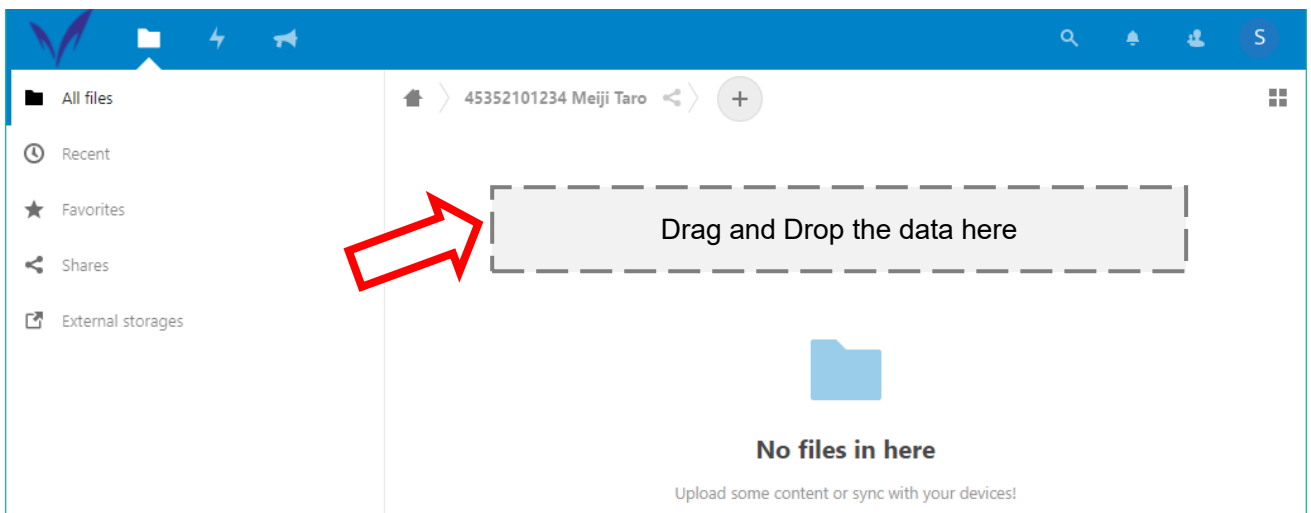 S
All files
45352101234 Meiji Taro
+
Recent
Favorites
Drag and Drop the data here
Shares
External storages
No files in here
Upload some content or sync with your devices!